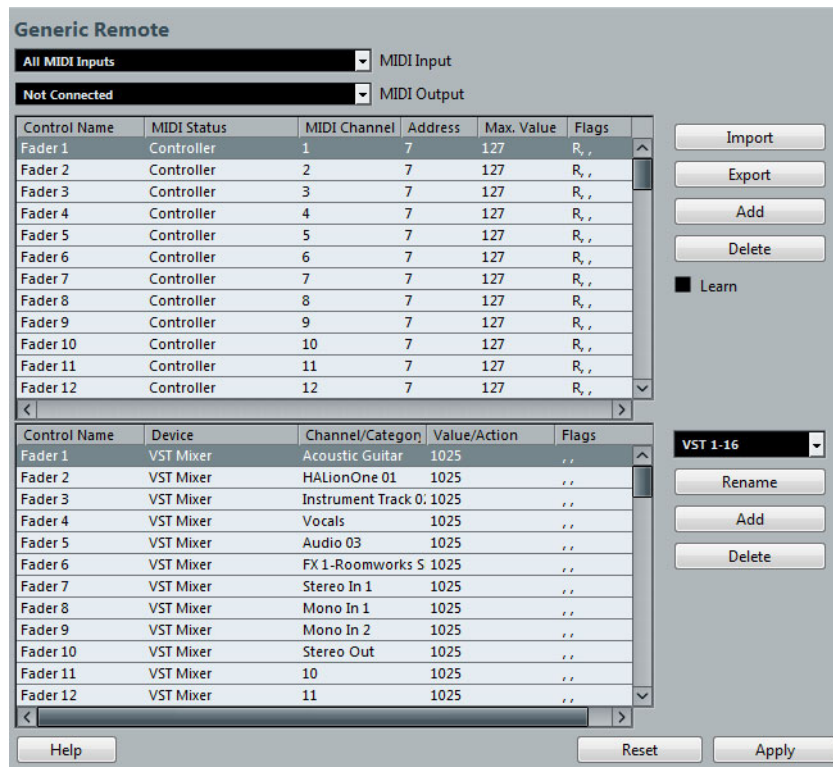 Generic Remote
All MIDI Inputs MIDI Input
Not Connected MIDI Output
Control Name MIDI Status MIDI Channel Address Max. Value Flags
Fader 1 Controller 1 7 127 R, ,
Fader 2 Controller 2 7 127 R, ,
Fader 3 Controller 3 7 127 R, ,
Fader 4 Controller 4 7 127 R, ,
Fader 5 Controller 5 7 127 R, ,
Fader 6 Controller 6 7 127 R, ,
Fader 7 Controller 7 7 127 R, ,
Fader 8 Controller 8 7 127 R, ,
Fader 9 Controller 9 7 127 R, ,
Fader 10 Controller 10 7 127 R, ,
Fader 11 Controller 11 7 127 R, ,
Fader 12 Controller 12 7 127 R, ,
Import
Export
Add
Delete
Learn
Control Name Device Channel/Categor Value/Action Flags
Fader 1 VST Mixer Acoustic Guitar 1025 , ,
Fader 2 VST Mixer HALionOne 01 1025 , ,
Fader 3 VST Mixer Instrument Track 0 1025 , ,
Fader 4 VST Mixer Vocals 1025 , ,
Fader 5 VST Mixer Audio 03 1025 , ,
Fader 6 VST Mixer FX 1-Roomworks S 1025 , ,
Fader 7 VST Mixer Stereo In 1 1025 , ,
Fader 8 VST Mixer Mono In 1 1025 , ,
Fader 9 VST Mixer Mono In 2 1025 , ,
Fader 10 VST Mixer Stereo Out 1025 , ,
Fader 11 VST Mixer 10 1025 , ,
Fader 12 VST Mixer 11 1025 , ,
VST 1-16
Rename
Add
Delete
Help Reset Apply